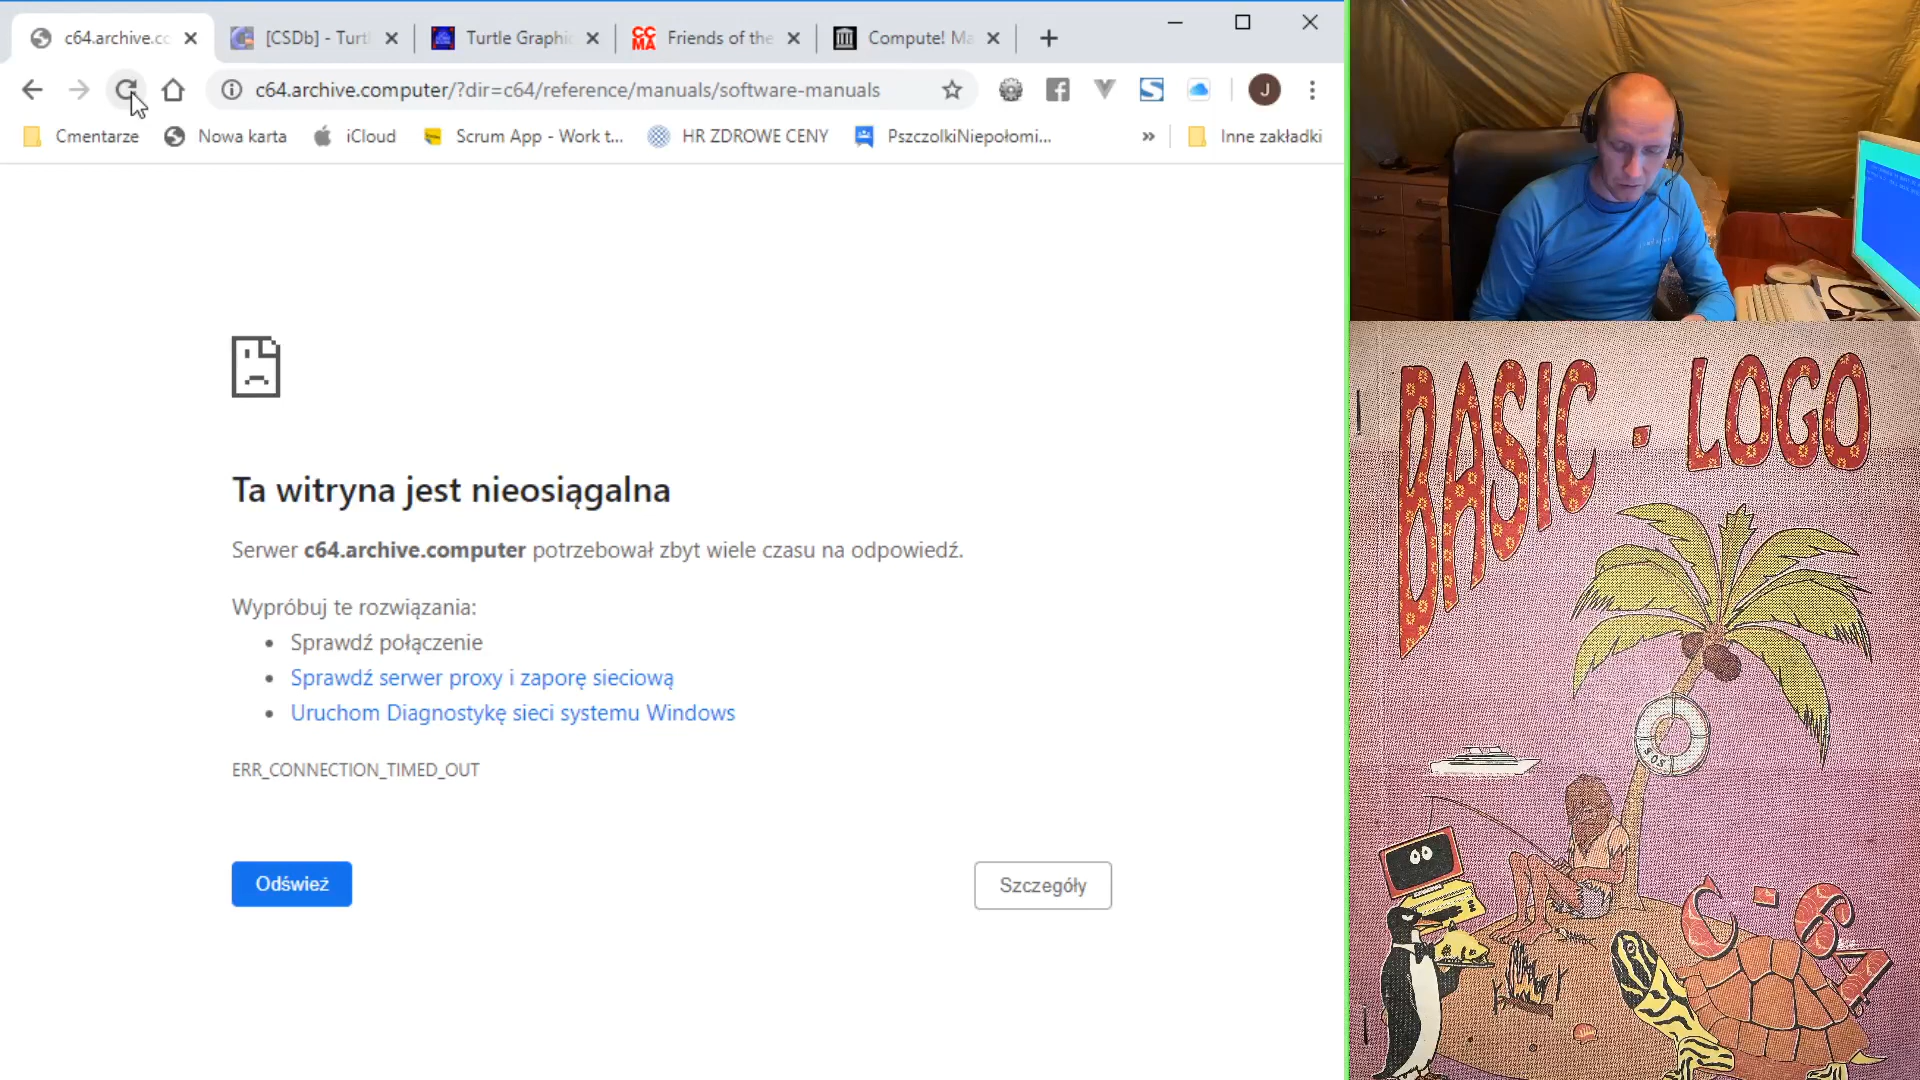 c64.archive.cc
[CSDb] - Turtl
Turtle Graphi
Friends of the
Compute! Ma
c64.archive.computer/?dir=c64/reference/manuals/software-manuals
J
Cmentarze
Nowa karta
iCloud
Scrum App - Work t...
HR ZDROWE CENY
PszczolkiNiepołomi...
»
Inne zakładki
Ta witryna jest nieosiągalna
Serwer c64.archive.computer potrzebował zbyt wiele czasu na odpowiedź.
Wypróbuj te rozwiązania:
• Sprawdź połączenie
• Sprawdź serwer proxy i zaporę sieciową
• Uruchom Diagnostykę sieci systemu Windows
ERR_CONNECTION_TIMED_OUT
Odśwież
Szczegóły
BASIC - LOGO
SOS
C-64